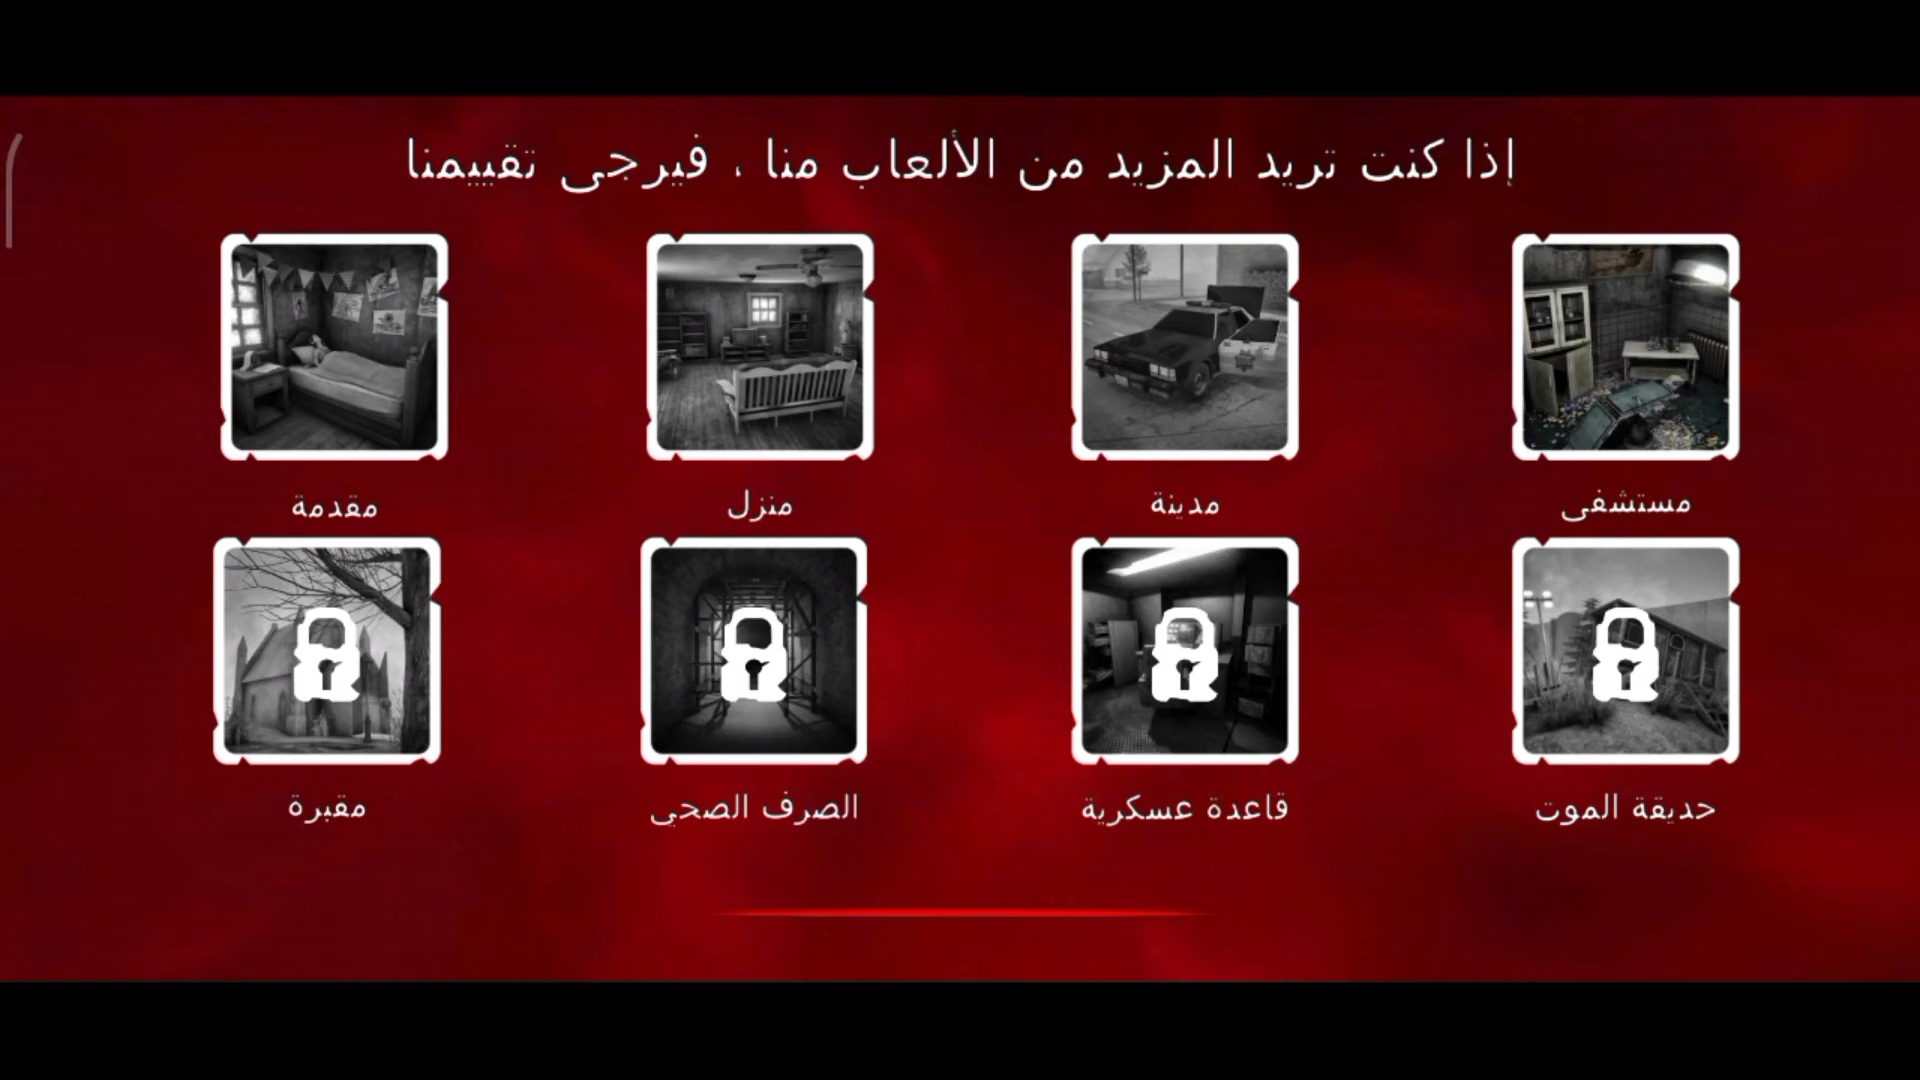 إذا كنت تريد المزيد من الألعاب منا ، فيرجى تقييمنا
مقدمة
منزل
مدينة
مستشفى
مقبرة
الصرف الصحي
قاعدة عسكرية
حديقة الموت